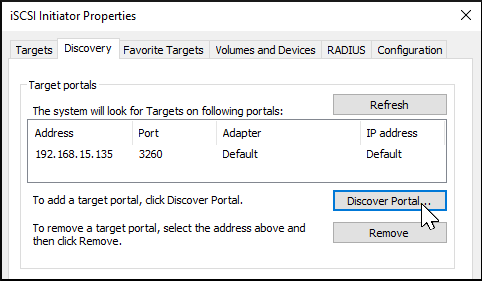 iSCSI Initiator Properties
Targets Discovery Favorite Targets Volumes and Devices RADIUS Configuration
Target portals
The system will look for Targets on following portals: Refresh
Address Port Adapter IP address
192.168.15.135 3260 Default Default
To add a target portal, click Discover Portal. Discover Portal...
To remove a target portal, select the address above and
then click Remove. Remove